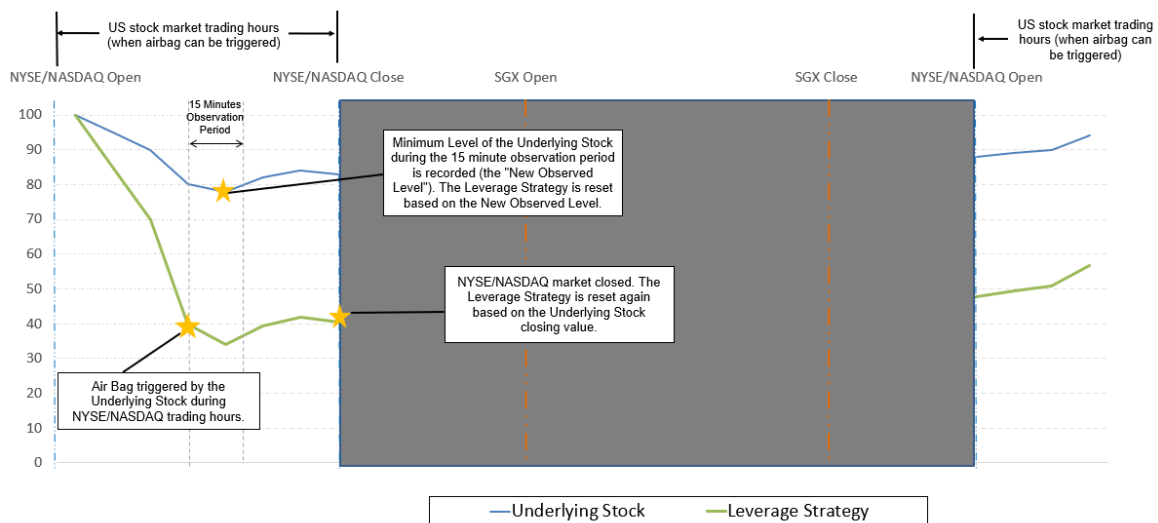 US stock market trading hours
(when airbag can be triggered)
US stock market trading
hours (when airbag can
be triggered)
NYSE/NASDAQ Open
NYSE/NASDAQ Close
SGX Open
SGX Close
NYSE/NASDAQ Open
15 Minutes
Observation
Period
100
90
80
70
60
50
40
30
20
10
0
Minimum Level of the Underlying Stock
during the 15 minute observation period
is recorded (the "New Observed
Level"). The Leverage Strategy is reset
based on the New Observed Level.
NYSE/NASDAQ market closed. The
Leverage Strategy is reset again
based on the Underlying Stock
closing value.
Air Bag triggered by the
Underlying Stock during
NYSE/NASDAQ trading hours.
Underlying Stock
Leverage Strategy